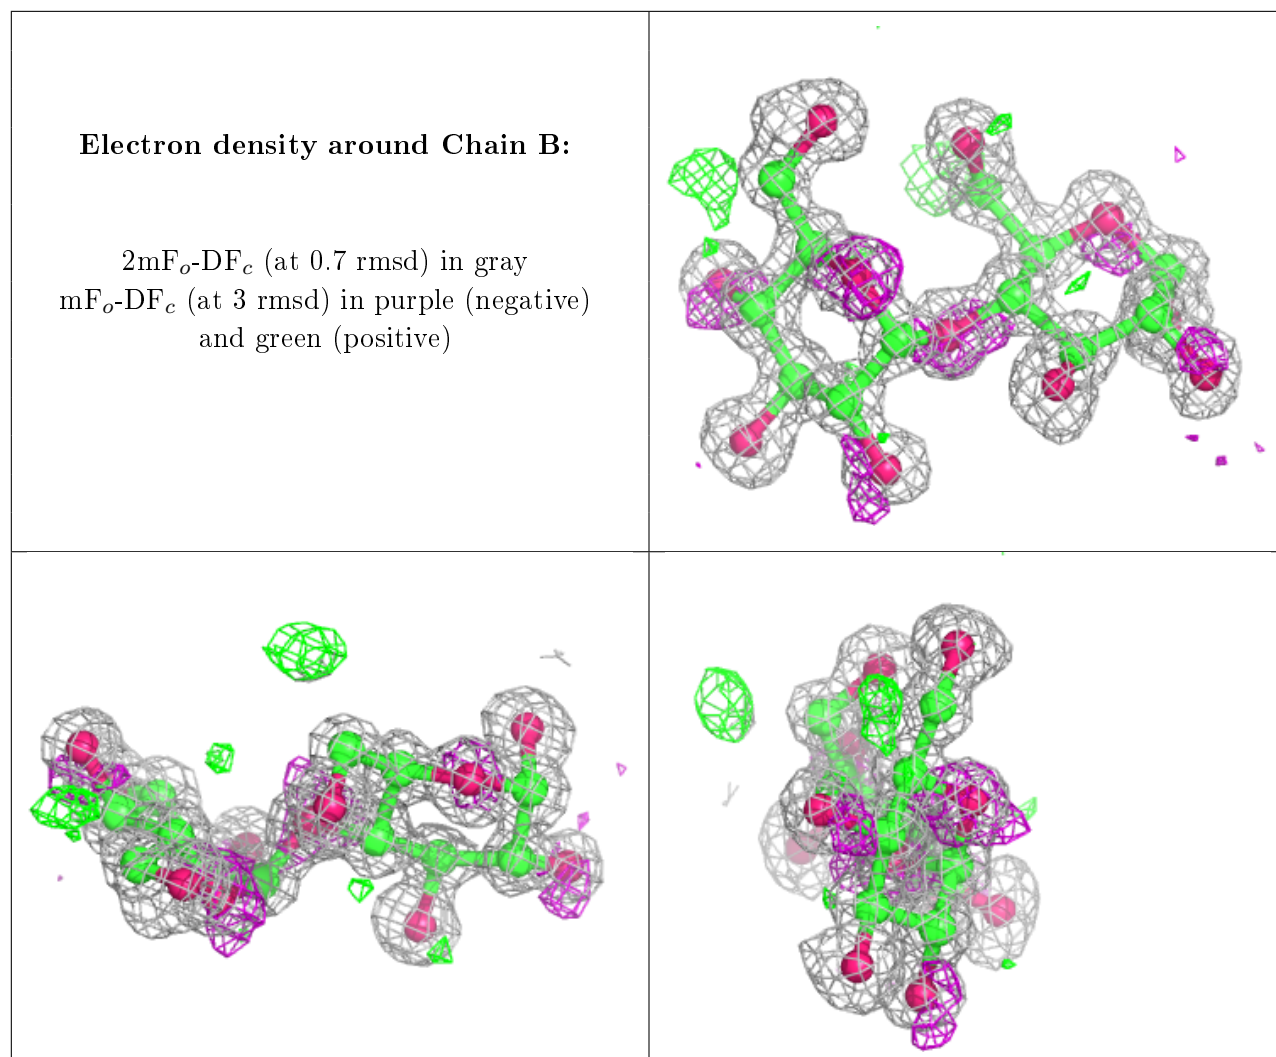 Electron density around Chain B:
2mFₒ-DF𝒸 (at 0.7 rmsd) in gray
mFₒ-DF𝒸 (at 3 rmsd) in purple (negative)
and green (positive)